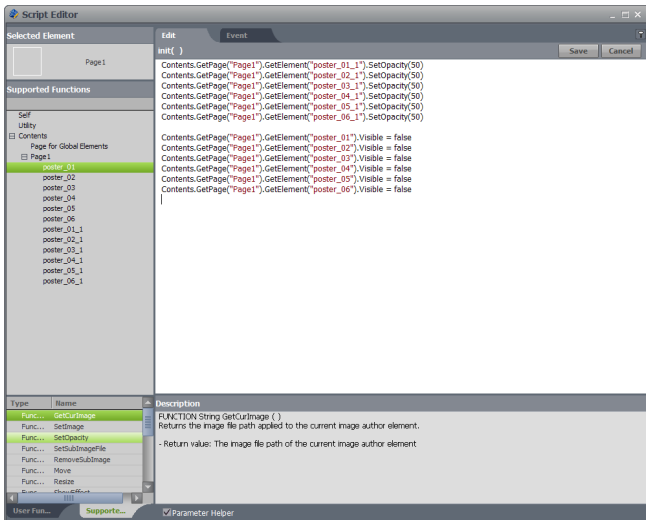 Script Editor
Selected Element
Page1
Supported Functions
Self
Utility
Contents
Page for Global Elements
Page1
poster_01
poster_02
poster_03
poster_04
poster_05
poster_06
poster_01_1
poster_02_1
poster_03_1
poster_04_1
poster_05_1
poster_06_1
Type Name
Func... GetCurImage
Func... SetImage
Func... SetOpacity
Func... SetSubImageFile
Func... RemoveSubImage
Func... Move
Func... Resize
Func... ShowEffect
User Fun... Supporte...
Edit Event
init( )
Save Cancel
Contents.GetPage("Page1").GetElement("poster_01_1").SetOpacity(50)
Contents.GetPage("Page1").GetElement("poster_02_1").SetOpacity(50)
Contents.GetPage("Page1").GetElement("poster_03_1").SetOpacity(50)
Contents.GetPage("Page1").GetElement("poster_04_1").SetOpacity(50)
Contents.GetPage("Page1").GetElement("poster_05_1").SetOpacity(50)
Contents.GetPage("Page1").GetElement("poster_06_1").SetOpacity(50)
Contents.GetPage("Page1").GetElement("poster_01").Visible = false
Contents.GetPage("Page1").GetElement("poster_02").Visible = false
Contents.GetPage("Page1").GetElement("poster_03").Visible = false
Contents.GetPage("Page1").GetElement("poster_04").Visible = false
Contents.GetPage("Page1").GetElement("poster_05").Visible = false
Contents.GetPage("Page1").GetElement("poster_06").Visible = false
Description
FUNCTION String GetCurImage ( )
Returns the image file path applied to the current image author element.
- Return value: The image file path of the current image author element
Parameter Helper